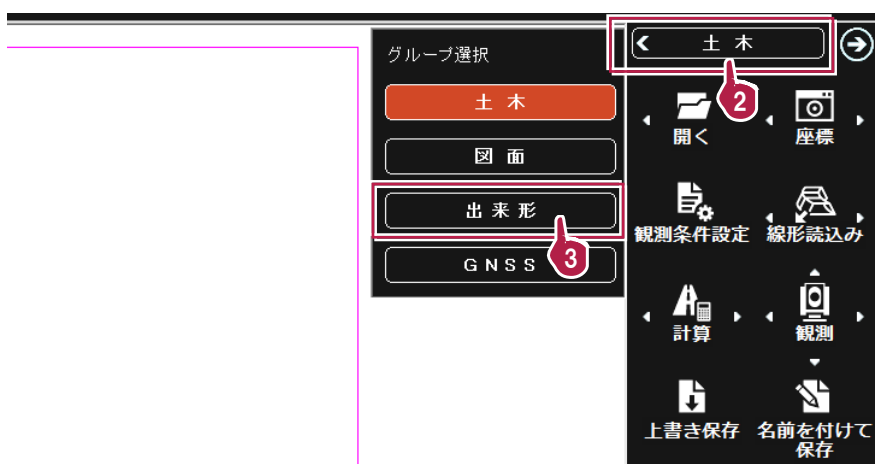 グループ選択
土 木
図 面
出 来 形
3
G N S S
土 木
2
開く
座標
観測条件設定
線形読込み
計算
観測
上書き保存
名前を付けて
保存